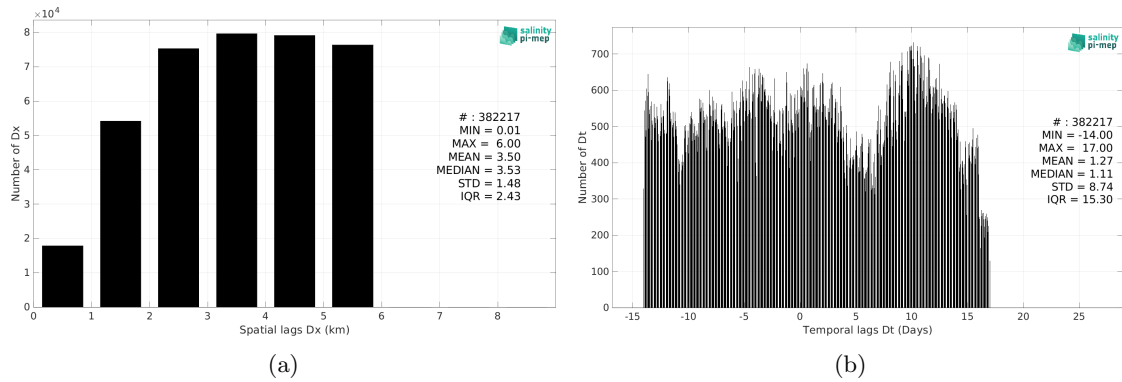 ×10⁴
8
7
6
5
4
3
2
1
0
Number of Dx
0 1 2 3 4 5 6 7 8
Spatial lags Dx (km)
salinity
pi-mep
# : 382217
MIN = 0.01
MAX = 6.00
MEAN = 3.50
MEDIAN = 3.53
STD = 1.48
IQR = 2.43
(a)
700
600
500
400
300
200
100
0
Number of Dt
-15 -10 -5 0 5 10 15 20 25
Temporal lags Dt (Days)
salinity
pi-mep
# : 382217
MIN = -14.00
MAX = 17.00
MEAN = 1.27
MEDIAN = 1.11
STD = 8.74
IQR = 15.30
(b)